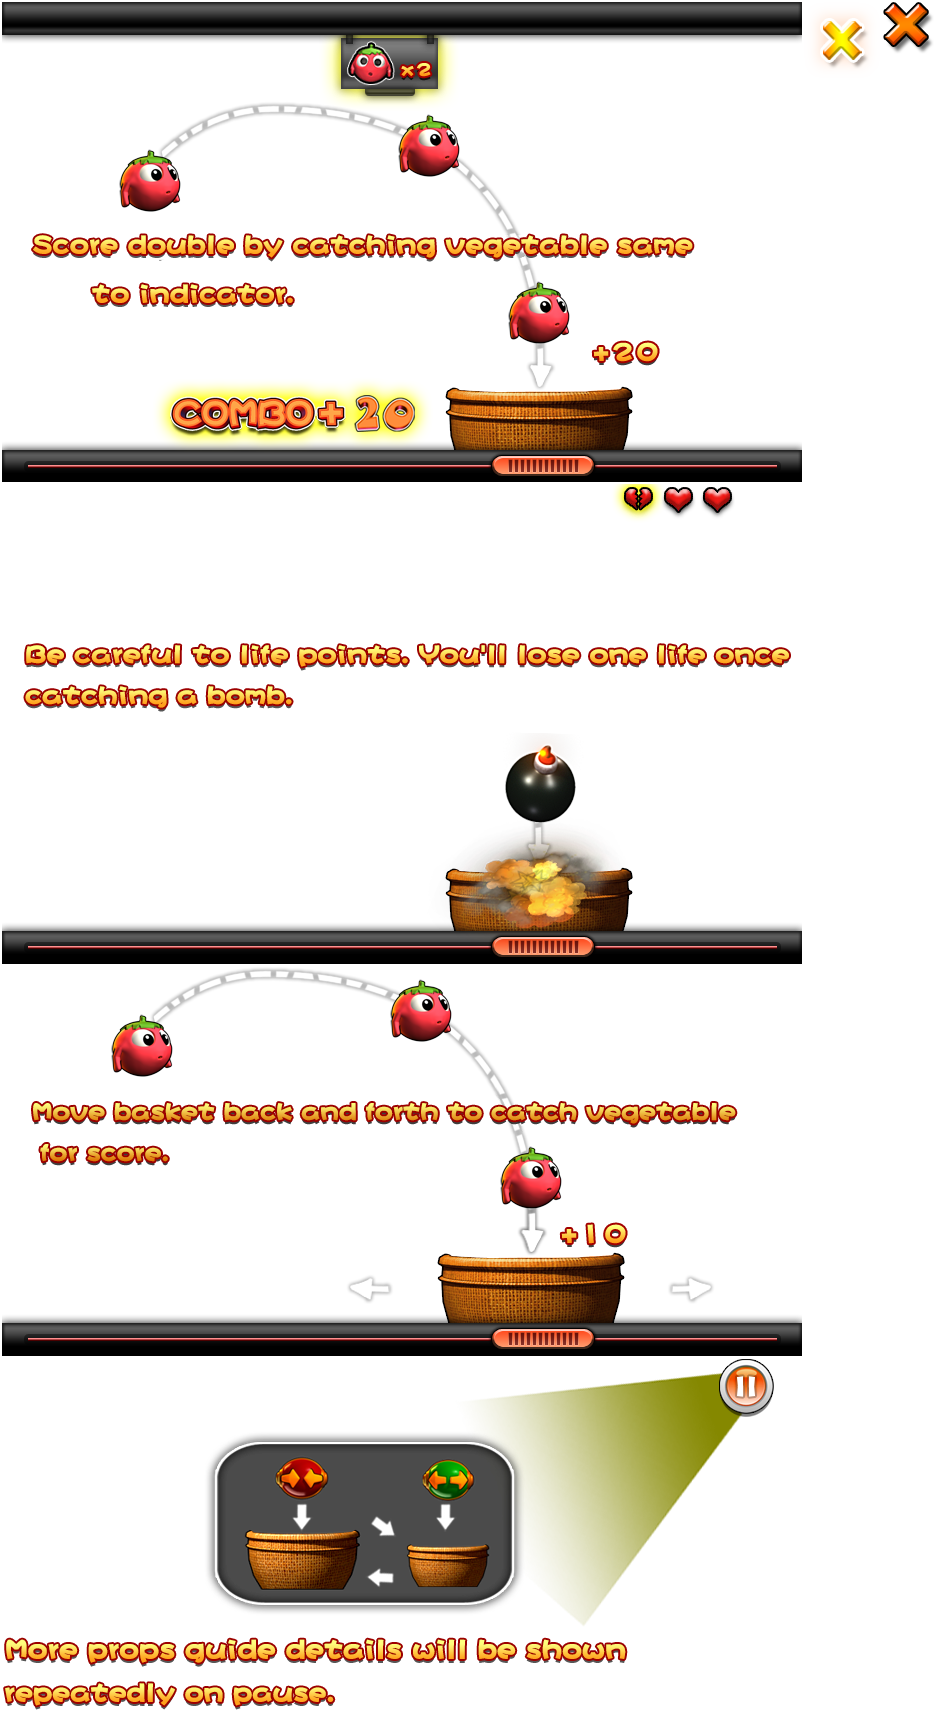 x2
Score double by catching vegetable same
to indicator.
+20
COMBO+ 20
Be careful to life points. You'll lose one life once
catching a bomb.
Move basket back and forth to catch vegetable
for score.
+10
More props guide details will be shown
repeatedly on pause.